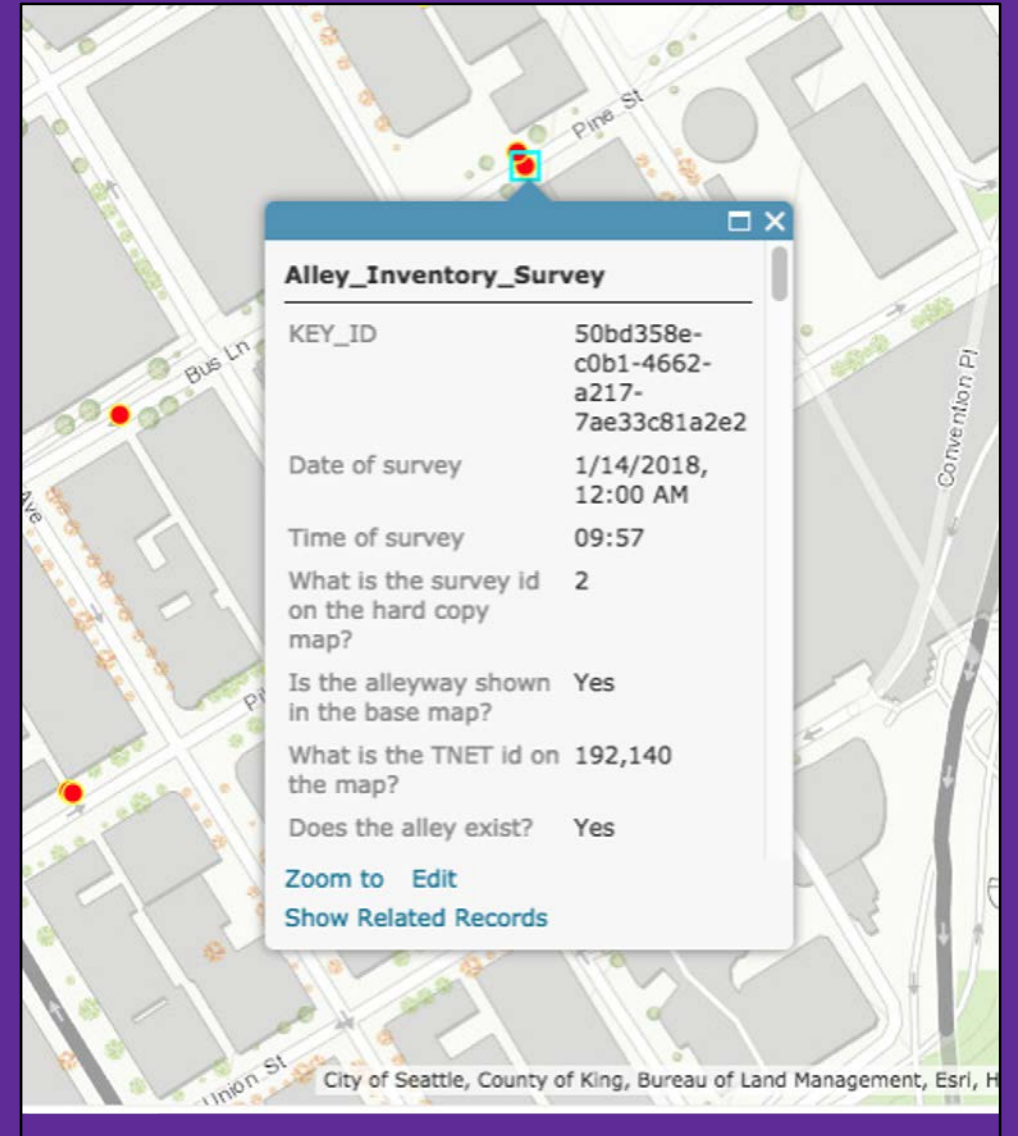 Pine St
Alley_Inventory_Survey
KEY_ID 50bd358e-
c0b1-4662-
a217-
7ae33c81a2e2
Date of survey 1/14/2018,
12:00 AM
Time of survey 09:57
What is the survey id 2
on the hard copy
map?
Is the alleyway shown Yes
in the base map?
What is the TNET id on 192,140
the map?
Does the alley exist? Yes
Zoom to Edit
Show Related Records
Bus Ln
Convention Pl
Ave
Union St
City of Seattle, County of King, Bureau of Land Management, Esri, H